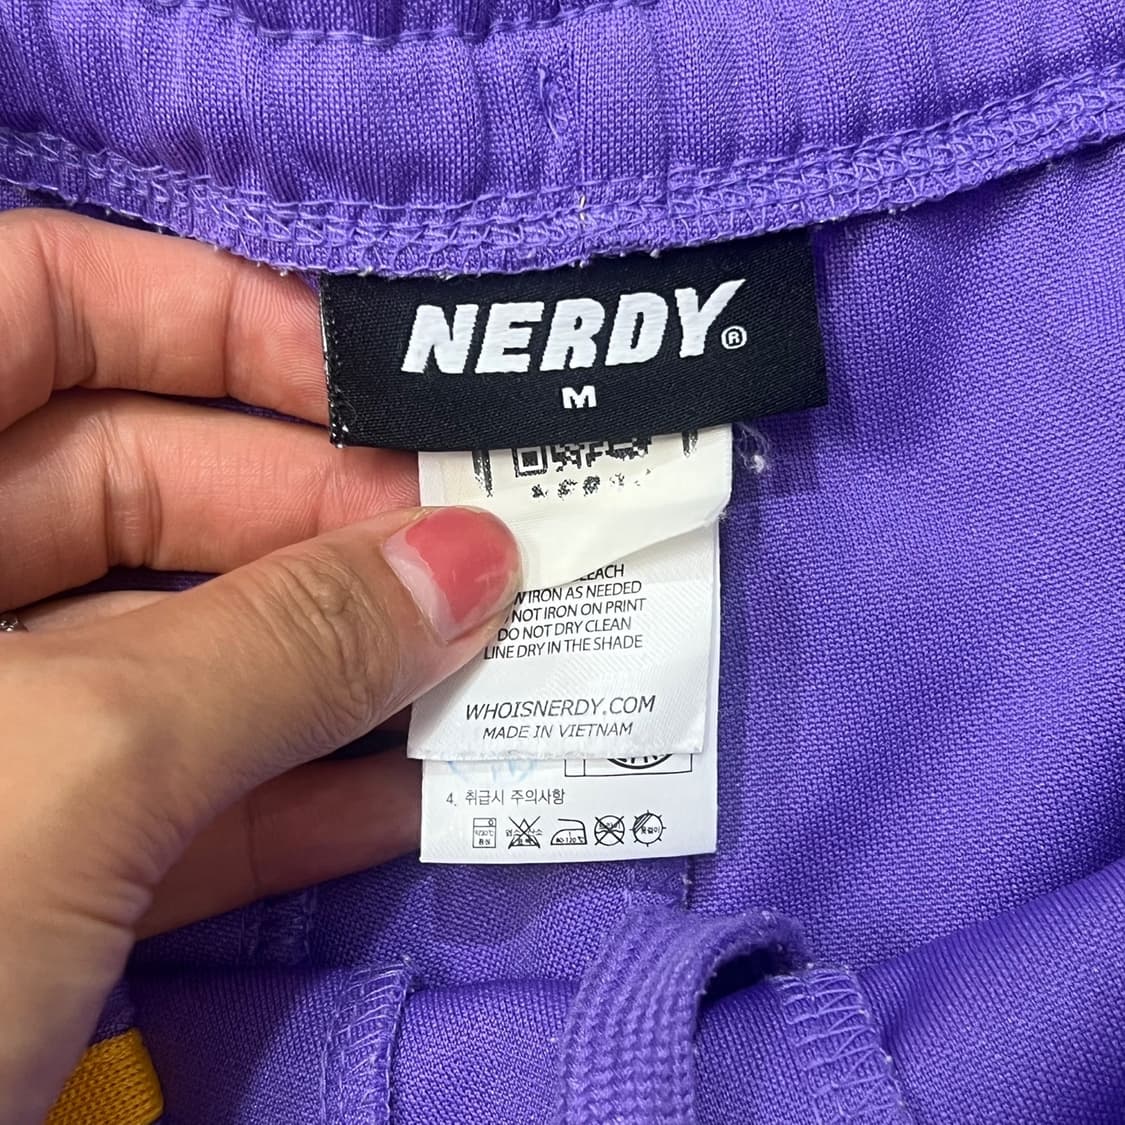 NERDY®
M
IRON AS NEEDED
NOT IRON ON PRINT
DO NOT DRY CLEAN
LINE DRY IN THE SHADE
WHOISNERDY.COM
MADE IN VIETNAM
4. 취급시 주의사항